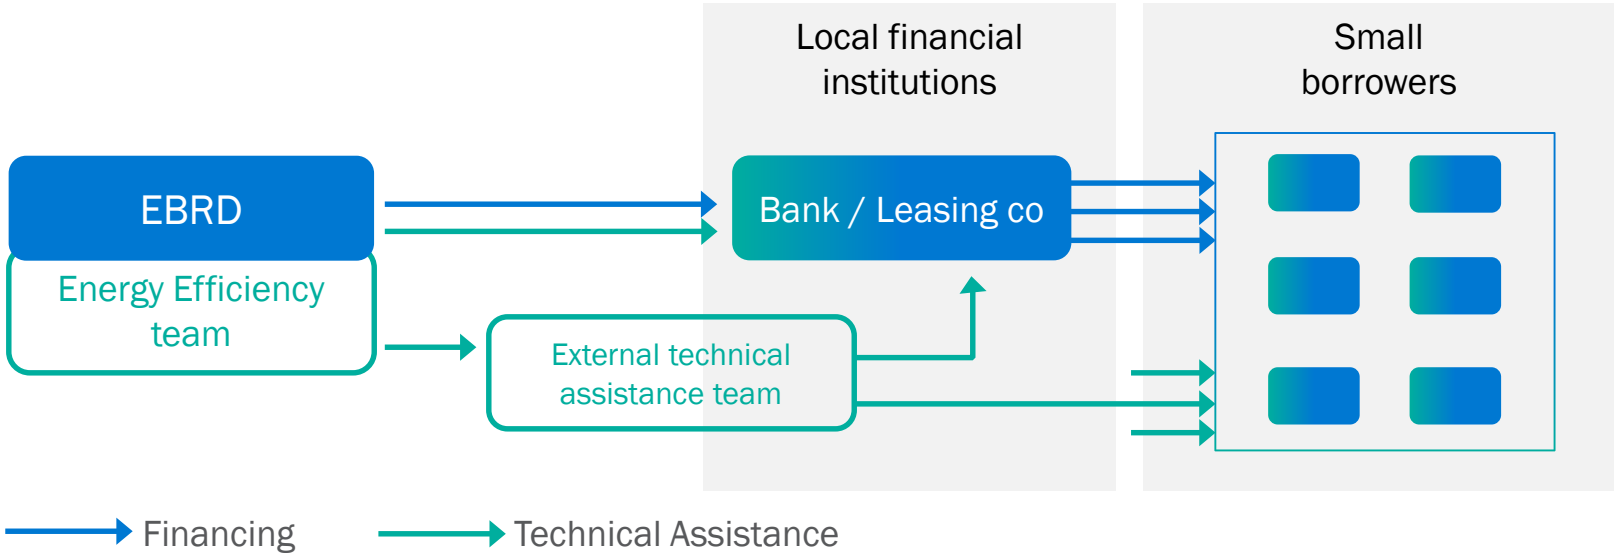 Local financial
institutions
Small
borrowers
EBRD
Bank / Leasing co
Energy Efficiency
team
External technical
assistance team
Financing
Technical Assistance